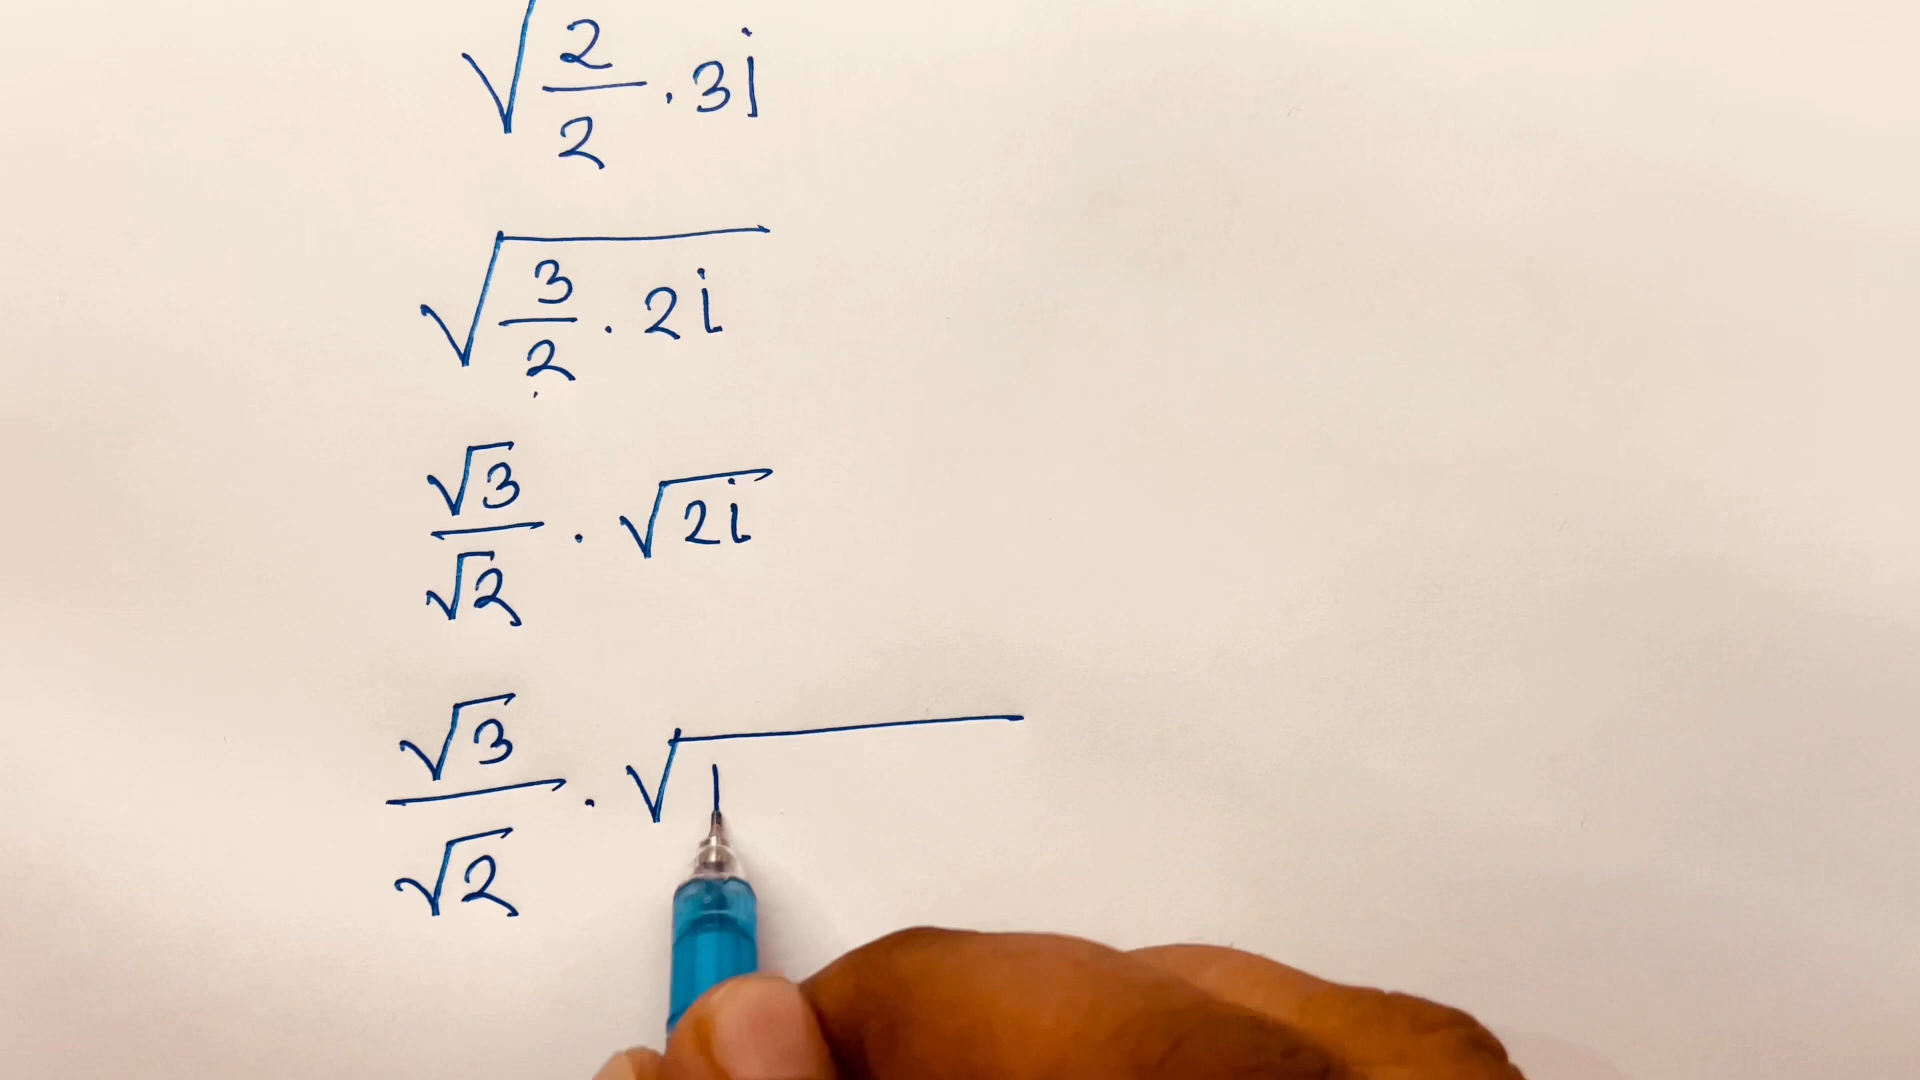 √2/2 . 3i
√3/2 . 2i
√3/√2 . √2i
√3/√2 . √1